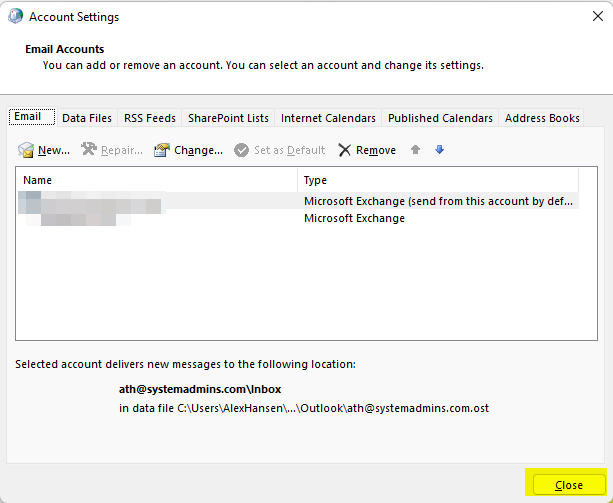 Account Settings
Email Accounts
You can add or remove an account. You can select an account and change its settings.
Email Data Files RSS Feeds SharePoint Lists Internet Calendars Published Calendars Address Books
New... Repair... Change... Set as Default Remove
Name Type
Microsoft Exchange (send from this account by def...
Microsoft Exchange
Selected account delivers new messages to the following location:
ath@systemadmins.com\Inbox
in data file C:\Users\AlexHansen\...\Outlook\ath@systemadmins.com.ost
Close